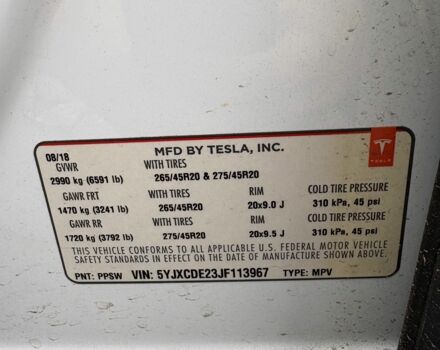 08/18 MFD BY TESLA, INC.
TESLA
GVWR WITH TIRES
2990 kg (6591 lb) 265/45R20 & 275/45R20
GAWR FRT WITH TIRES RIM COLD TIRE PRESSURE
1470 kg (3241 lb) 265/45R20 20x9.0 J 310 kPa, 45 psi
GAWR RR WITH TIRES RIM COLD TIRE PRESSURE
1720 kg (3792 lb) 275/45R20 20x9.5 J 310 kPa, 45 psi
THIS VEHICLE CONFORMS TO ALL APPLICABLE U.S. FEDERAL MOTOR VEHICLE
SAFETY STANDARDS IN EFFECT ON THE DATE OF MANUFACTURE SHOWN ABOVE.
PNT: PPSW VIN: 5YJXCDE23JF113967 TYPE: MPV